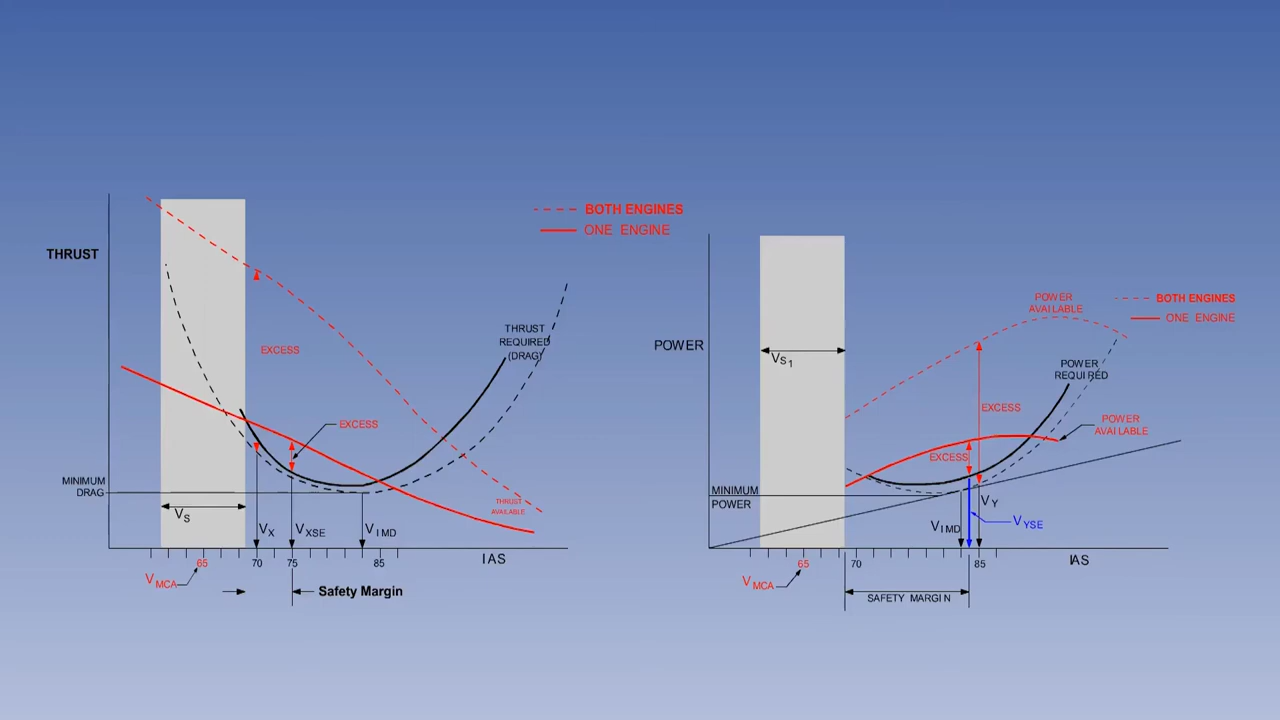 BOTH ENGINES
ONE ENGINE
THRUST
THRUST
REQUIRED
(DRAG)
EXCESS
EXCESS
MINIMUM
DRAG
THRUST
AVAILABLE
VS
VX
VXSE
VIMD
65
70
75
85
IAS
VMCA
Safety Margin
POWER
AVAILABLE
BOTH ENGINES
ONE ENGINE
POWER
VS1
POWER
REQUIRED
EXCESS
POWER
AVAILABLE
EXCESS
MINIMUM
POWER
VY
VIMD
VYSE
65
70
85
IAS
VMCA
SAFETY MARGIN